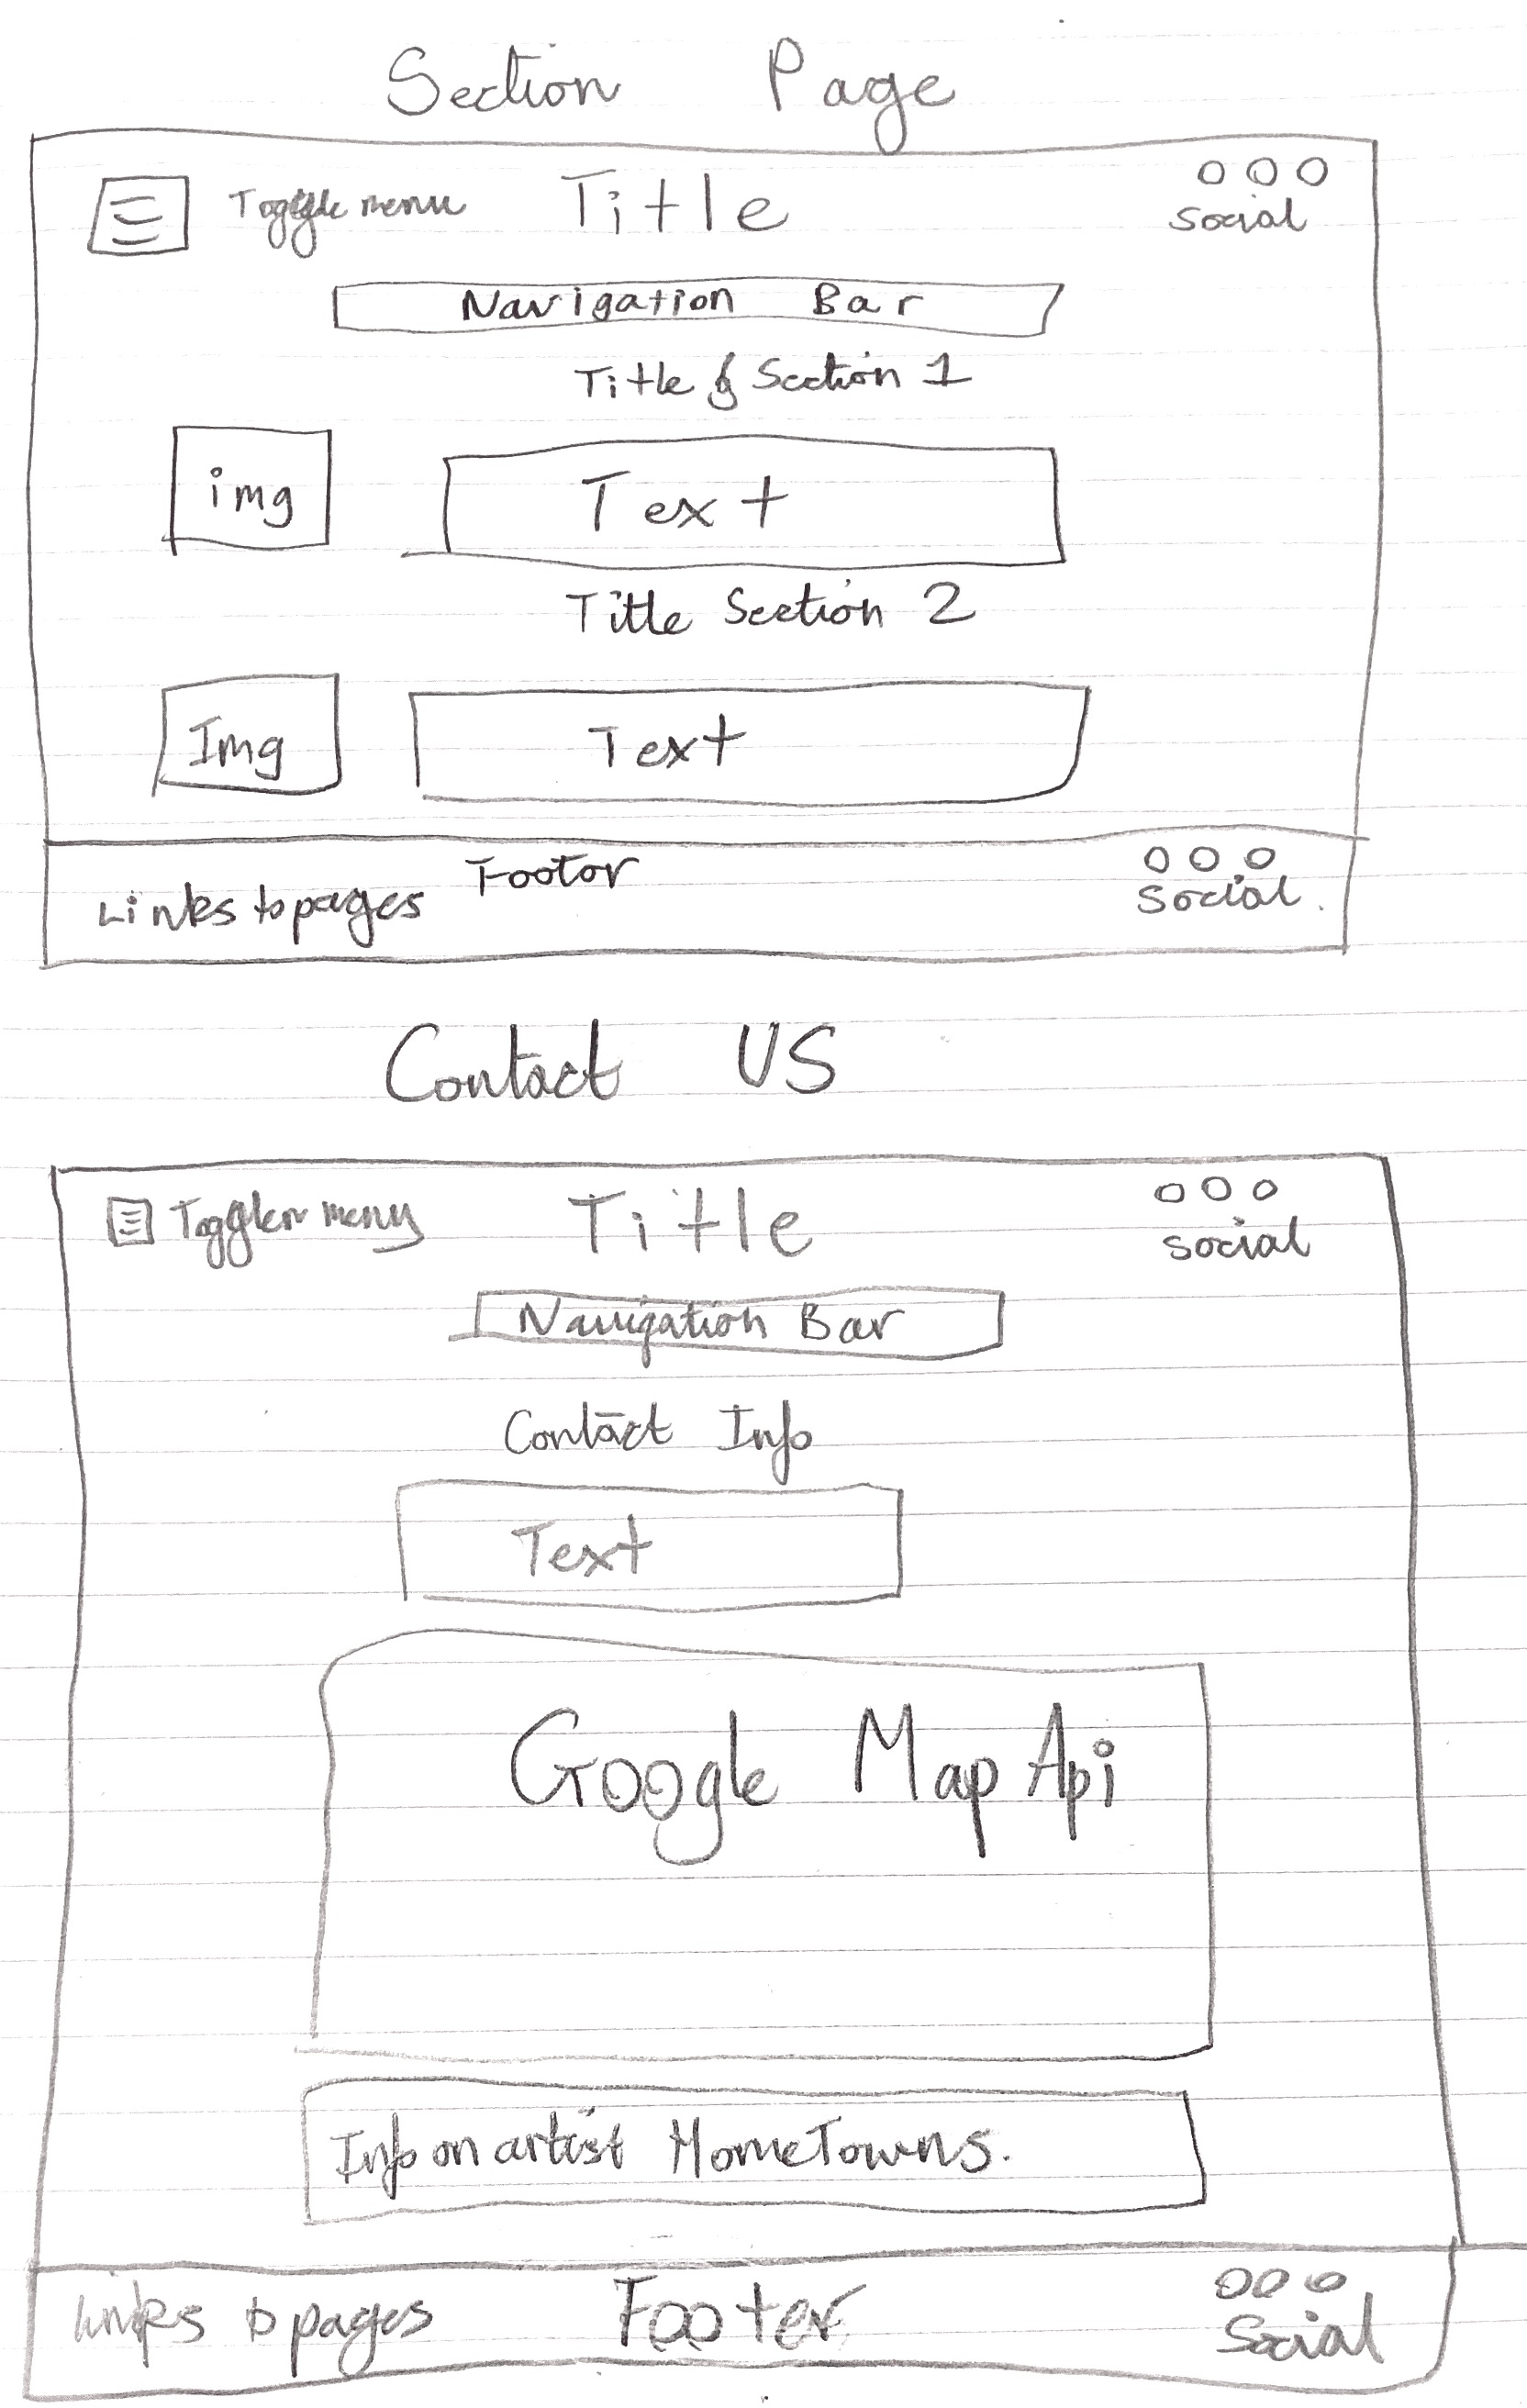 Section Page
Toggle menu Title Social
Navigation Bar
Title of Section 1
img Text
Title Section 2
Img Text
Links to pages Footor Social.
Contact US
Toggler menu Title Social
Navigation Bar
Contact Info
Text
Google Map Api
Info on artist HomeTowns.
Links to pages Footer Social